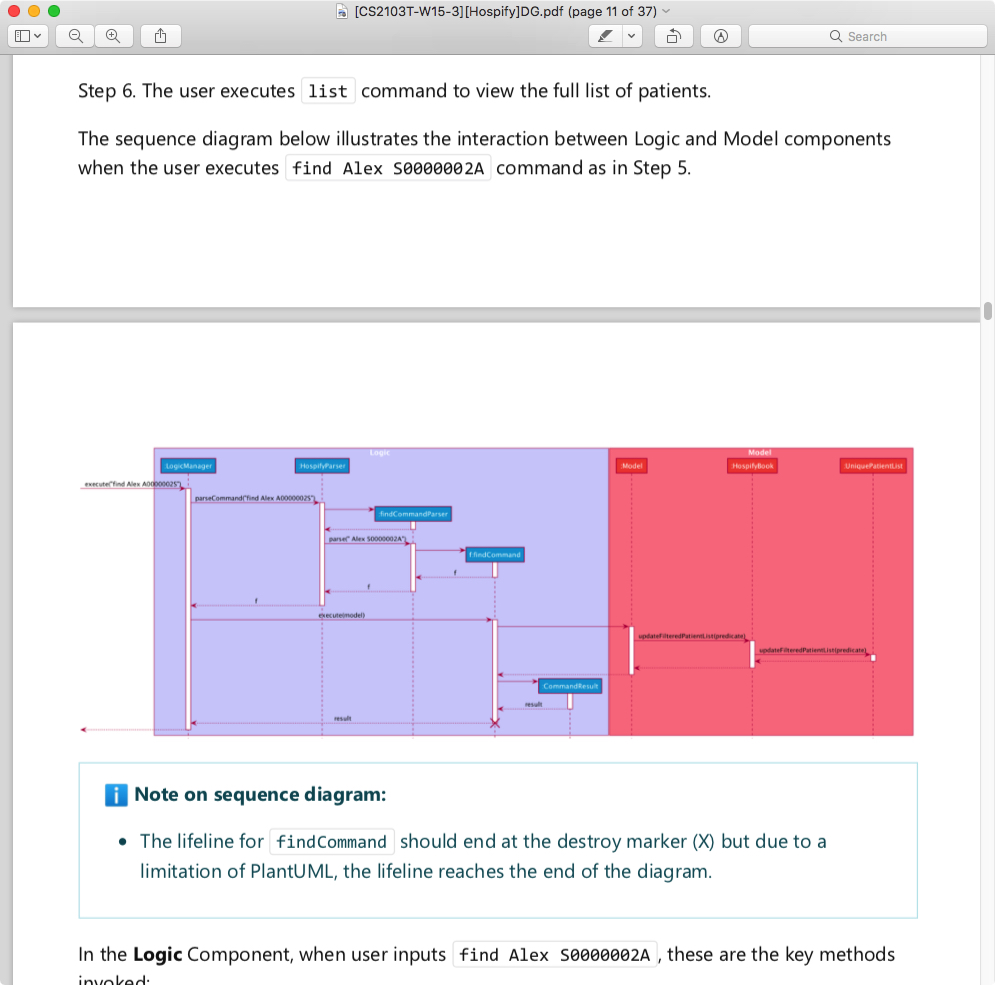 [CS2103T-W15-3][Hospify]DG.pdf (page 11 of 37)
Search
Step 6. The user executes list command to view the full list of patients.
The sequence diagram below illustrates the interaction between Logic and Model components
when the user executes find Alex S0000002A command as in Step 5.
Logic
Model
:LogicManager
:HospifyParser
:Model
:HospifyBook
:UniquePatientList
execute("find Alex A00000025")
parseCommand("find Alex A00000025")
:findCommandParser
parse(" Alex S0000002A")
f:findCommand
f
f
f
execute(model)
updateFilteredPatientList(predicate)
updateFilteredPatientList(predicate)
:CommandResult
result
result
Note on sequence diagram:
• The lifeline for findCommand should end at the destroy marker (X) but due to a
limitation of PlantUML, the lifeline reaches the end of the diagram.
In the Logic Component, when user inputs find Alex S0000002A , these are the key methods
invoked: